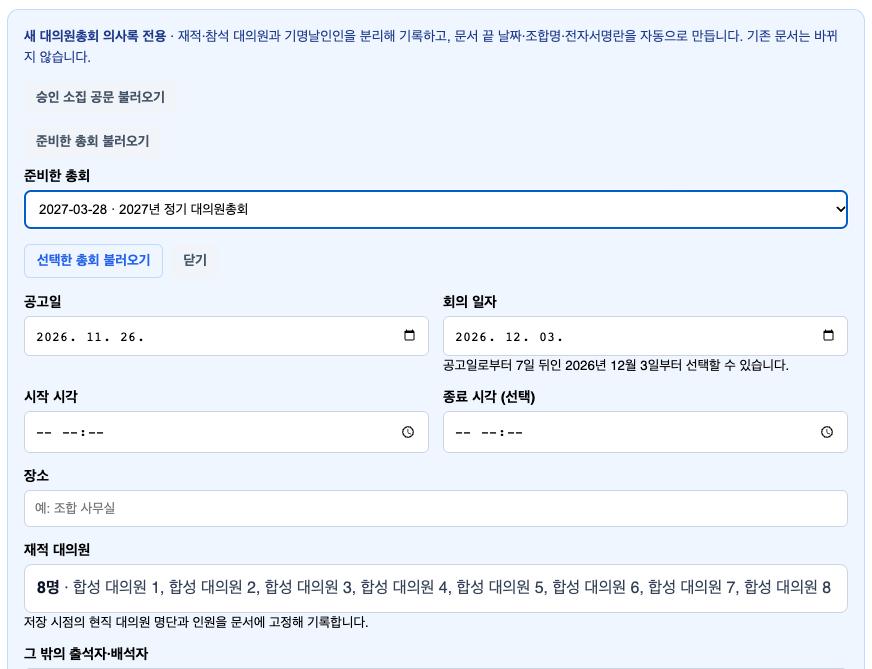 새 대의원총회 의사록 전용 · 재적·참석 대의원과 기명날인인을 분리해 기록하고, 문서 끝 날짜·조합명·전자서명란을 자동으로 만듭니다. 기존 문서는 바뀌
지 않습니다.
승인 소집 공문 불러오기
준비한 총회 불러오기
준비한 총회
2027-03-28 · 2027년 정기 대의원총회
선택한 총회 불러오기 닫기
공고일 회의 일자
2026. 11. 26. 2026. 12. 03.
공고일로부터 7일 뒤인 2026년 12월 3일부터 선택할 수 있습니다.
시작 시각 종료 시각 (선택)
-- --:-- -- --:--
장소
예: 조합 사무실
재적 대의원
8명 · 합성 대의원 1, 합성 대의원 2, 합성 대의원 3, 합성 대의원 4, 합성 대의원 5, 합성 대의원 6, 합성 대의원 7, 합성 대의원 8
저장 시점의 현직 대의원 명단과 인원을 문서에 고정해 기록합니다.
그 밖의 출석자·배석자